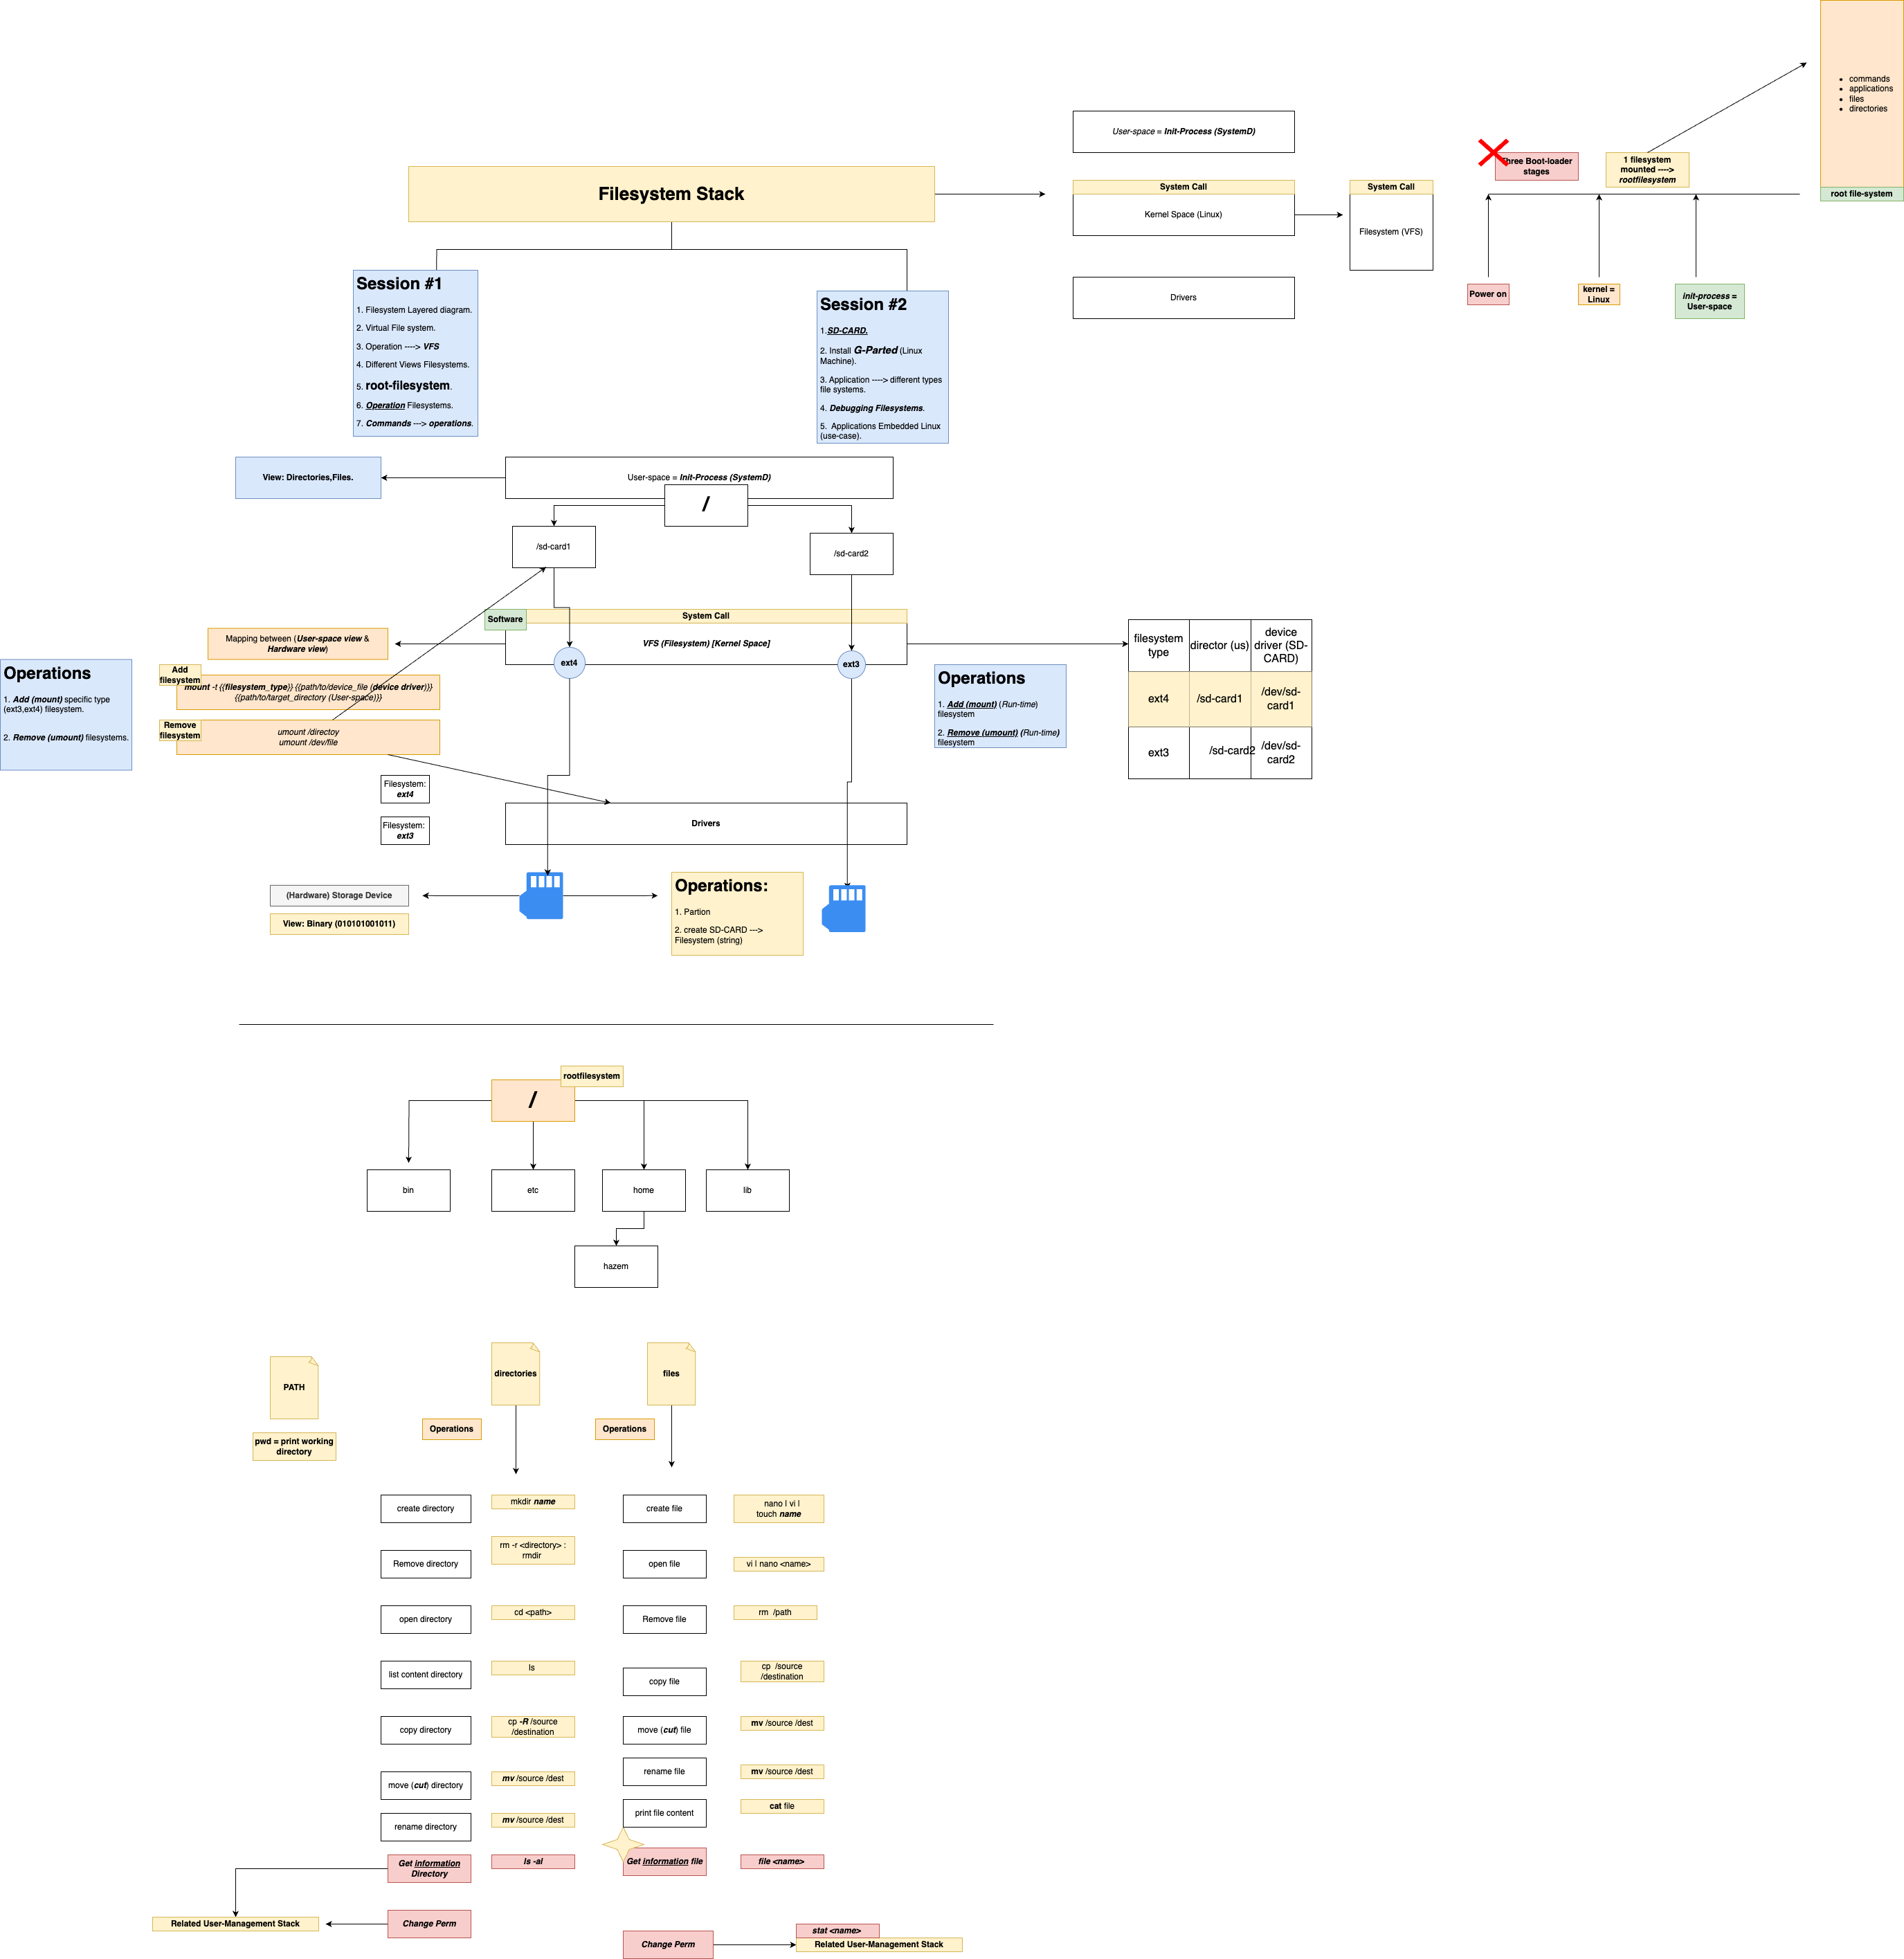 commands
applications
files
directories
root file-system
User-space = Init-Process (SystemD)
Three Boot-loader
stages
1 filesystem
mounted ---->
rootfilesystem
Filesystem Stack
System Call
Kernel Space (Linux)
System Call
Filesystem (VFS)
Drivers
Power on
kernel =
Linux
init-process =
User-space
Session #1
1. Filesystem Layered diagram.
2. Virtual File system.
3. Operation ----> VFS
4. Different Views Filesystems.
5. root-filesystem.
6. Operation Filesystems.
7. Commands ---> operations.
Session #2
1.SD-CARD.
2. Install G-Parted (Linux
Machine).
3. Application ----> different types
file systems.
4. Debugging Filesystems.
5. Applications Embedded Linux
(use-case).
View: Directories,Files.
User-space = Init-Process (SystemD)
/
/sd-card1
/sd-card2
Software
System Call
VFS (Filesystem) [Kernel Space]
ext4
ext3
Mapping between (User-space view &
Hardware view)
Operations
1. Add (mount) specific type
(ext3,ext4) filesystem.
2. Remove (umount) filesystems.
Add
filesystem
mount -t {{filesystem_type}} {{path/to/device_file (device driver)}}
{{path/to/target_directory (User-space)}}
Remove
filesystem
umount /directoy
umount /dev/file
Operations
1. Add (mount) (Run-time)
filesystem
2. Remove (umount) (Run-time)
filesystem
filesystem
type
director (us)
device
driver (SD-
CARD)
ext4
/sd-card1
/dev/sd-
card1
ext3
/sd-card2
/dev/sd-
card2
Filesystem:
ext4
Filesystem:
ext3
Drivers
(Hardware) Storage Device
View: Binary (010101001011)
Operations:
1. Partion
2. create SD-CARD --->
Filesystem (string)
rootfilesystem
/
bin
etc
home
lib
hazem
PATH
directories
files
pwd = print working
directory
Operations
Operations
create directory
mkdir name
create file
nano | vi |
touch name
Remove directory
rm -r <directory> :
rmdir
open file
vi | nano <name>
open directory
cd <path>
Remove file
rm /path
list content directory
ls
copy file
cp /source
/destination
copy directory
cp -R /source
/destination
move (cut) file
mv /source /dest
move (cut) directory
mv /source /dest
rename file
mv /source /dest
rename directory
mv /source /dest
print file content
cat file
Get information
Directory
ls -al
Get information file
file <name>
Related User-Management Stack
Change Perm
Change Perm
stat <name>
Related User-Management Stack